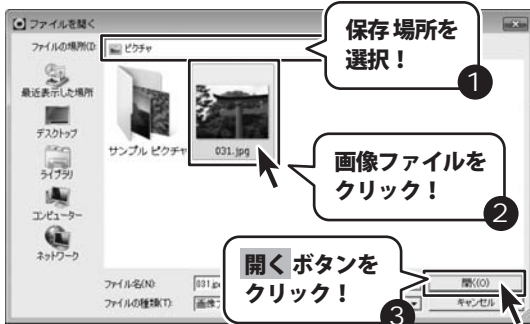 ファイルを開く
ファイルの場所(I):
ピクチャ
保存場所を
選択！
1
最近表示した場所
デスクトップ
ライブラリ
コンピューター
ネットワーク
サンプル ピクチャ
031.jpg
画像ファイルを
クリック！
2
開くボタンを
クリック！
3
ファイル名(N):
ファイルの種類(T):
開く(O)
キャンセル